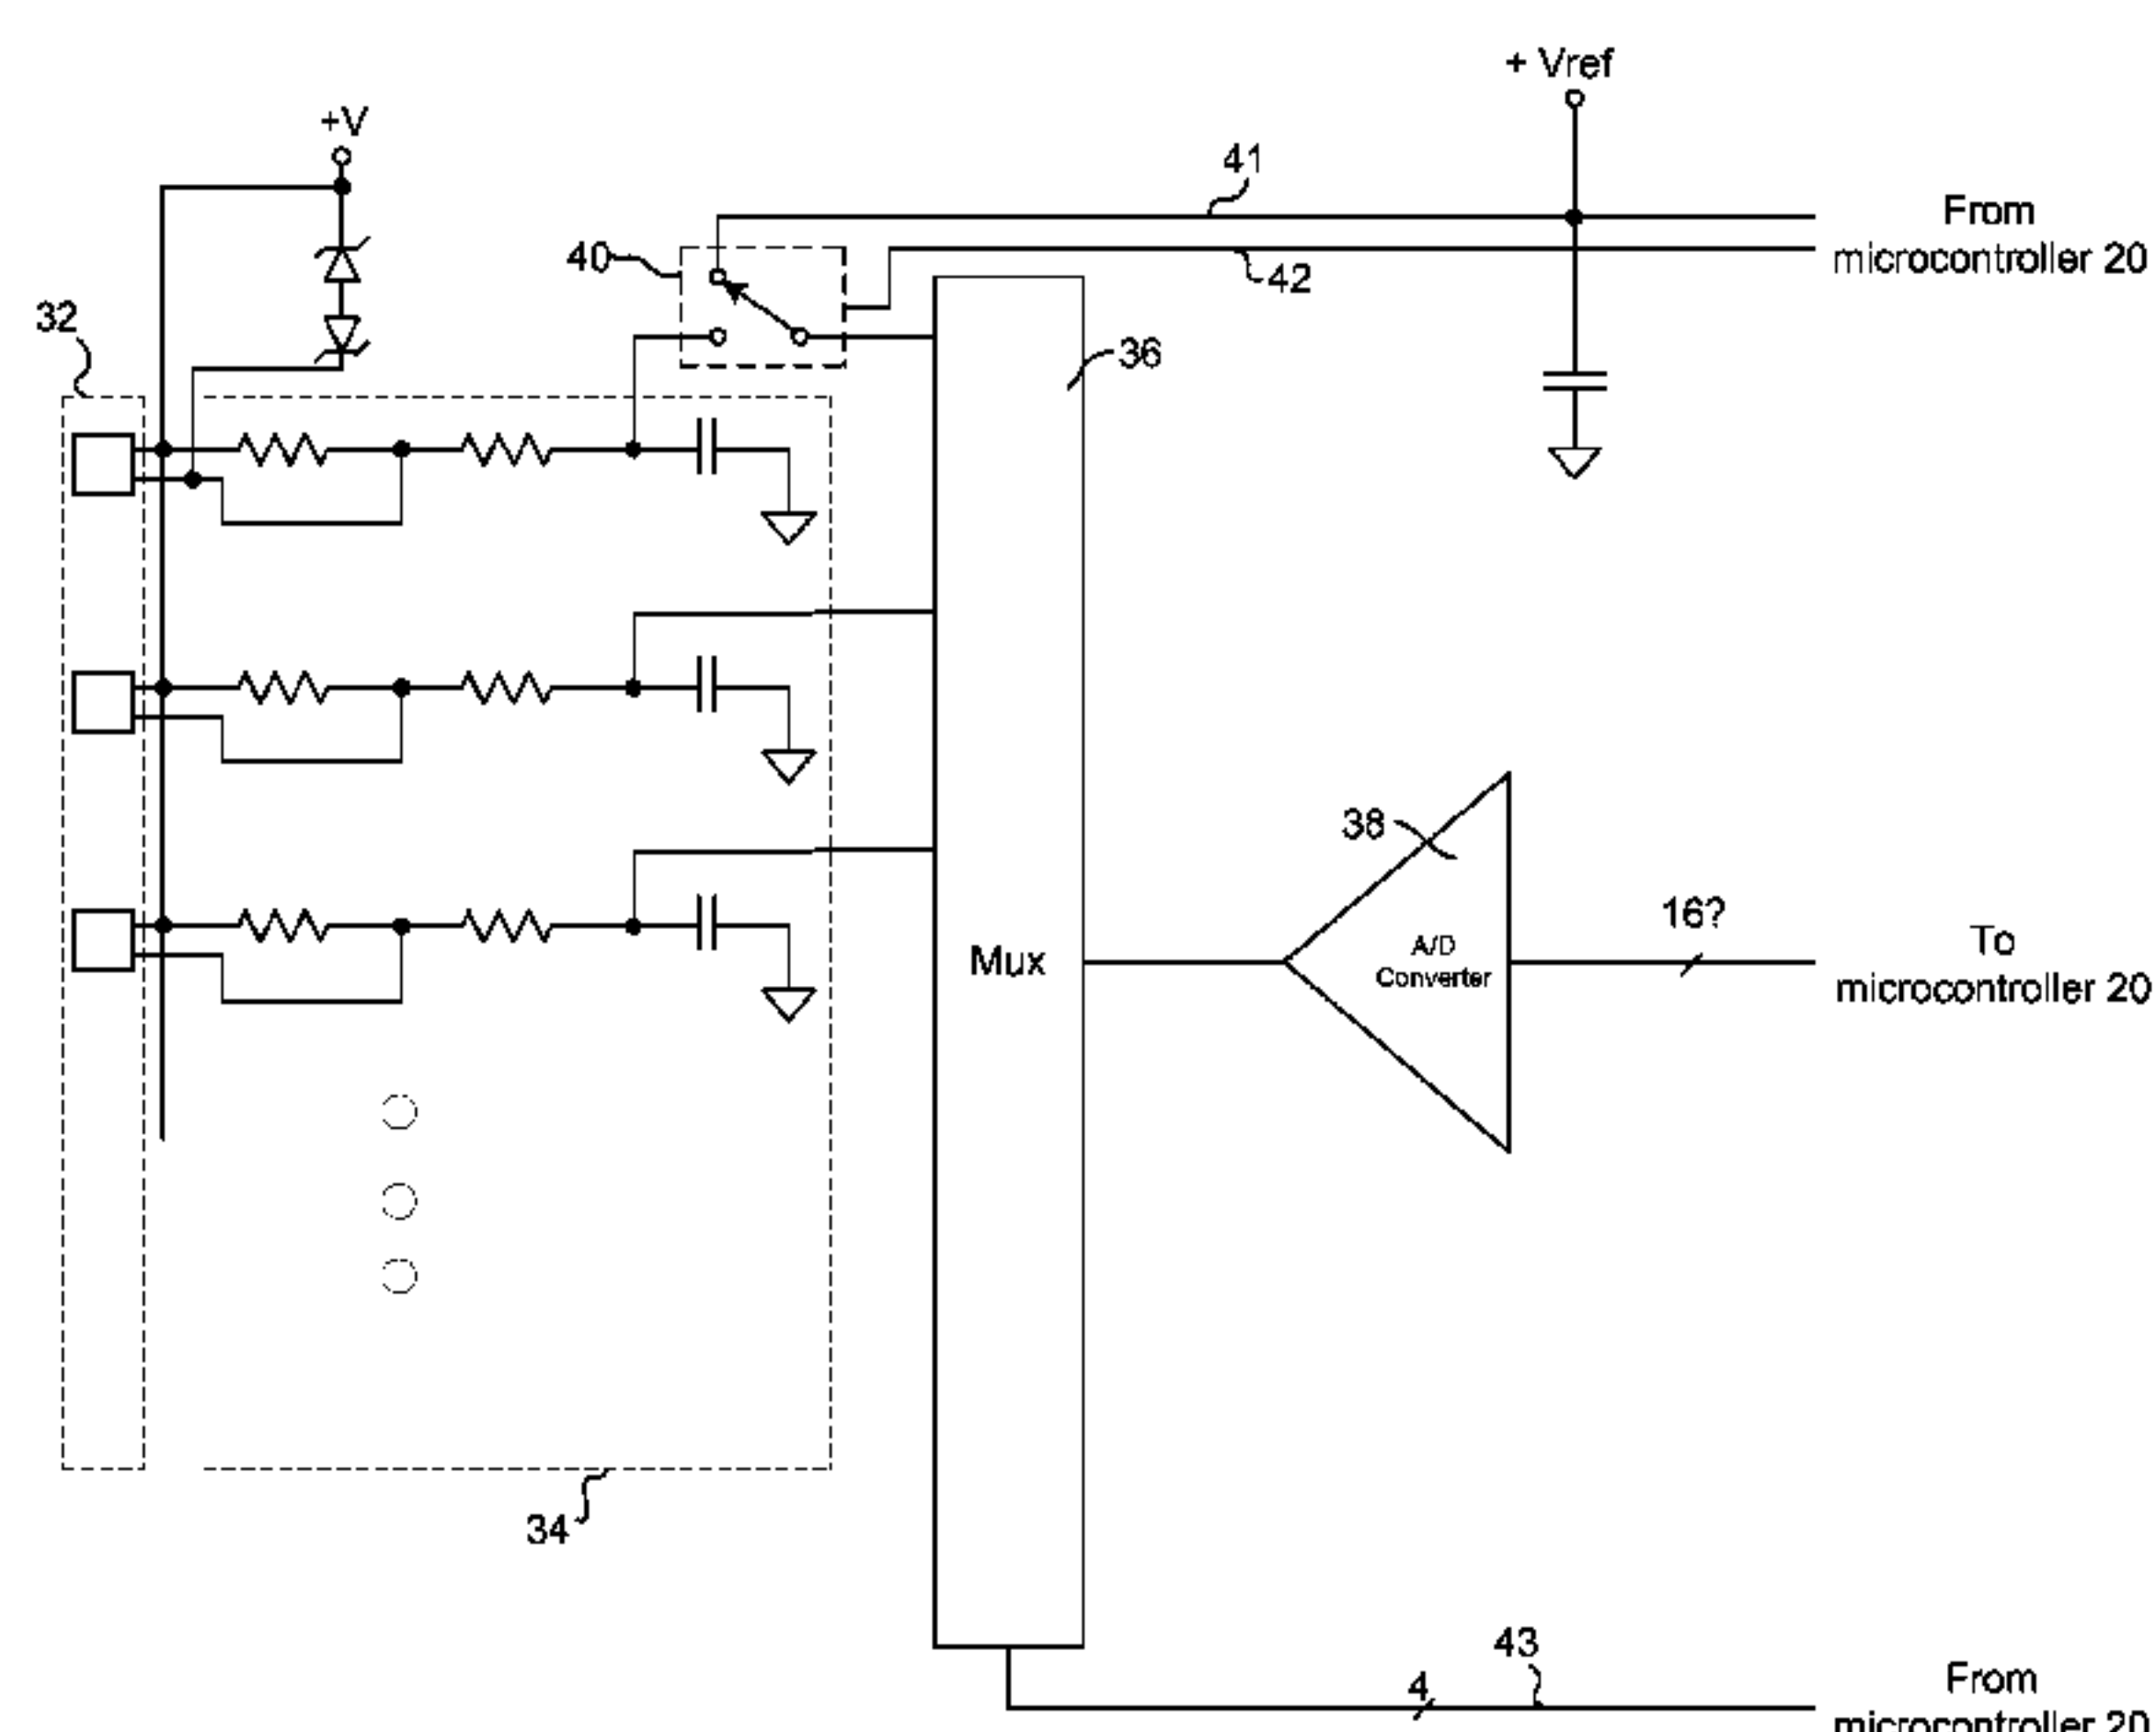 + Vref
+V
41
From
microcontroller 20
40
42
32
36
38
16?
A/D
Converter
Mux
To
microcontroller 20
34
43
4
From
microcontroller 20